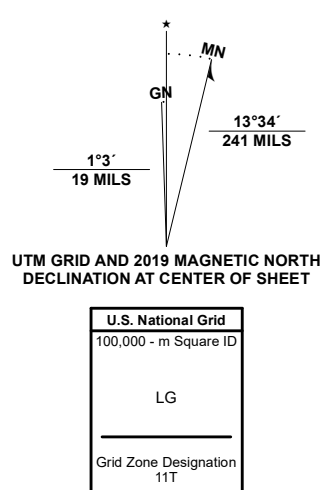 ★
MN
GN
13°34´
241 MILS
1°3´
19 MILS
UTM GRID AND 2019 MAGNETIC NORTH
DECLINATION AT CENTER OF SHEET
U.S. National Grid
100,000 - m Square ID
LG
Grid Zone Designation
11T